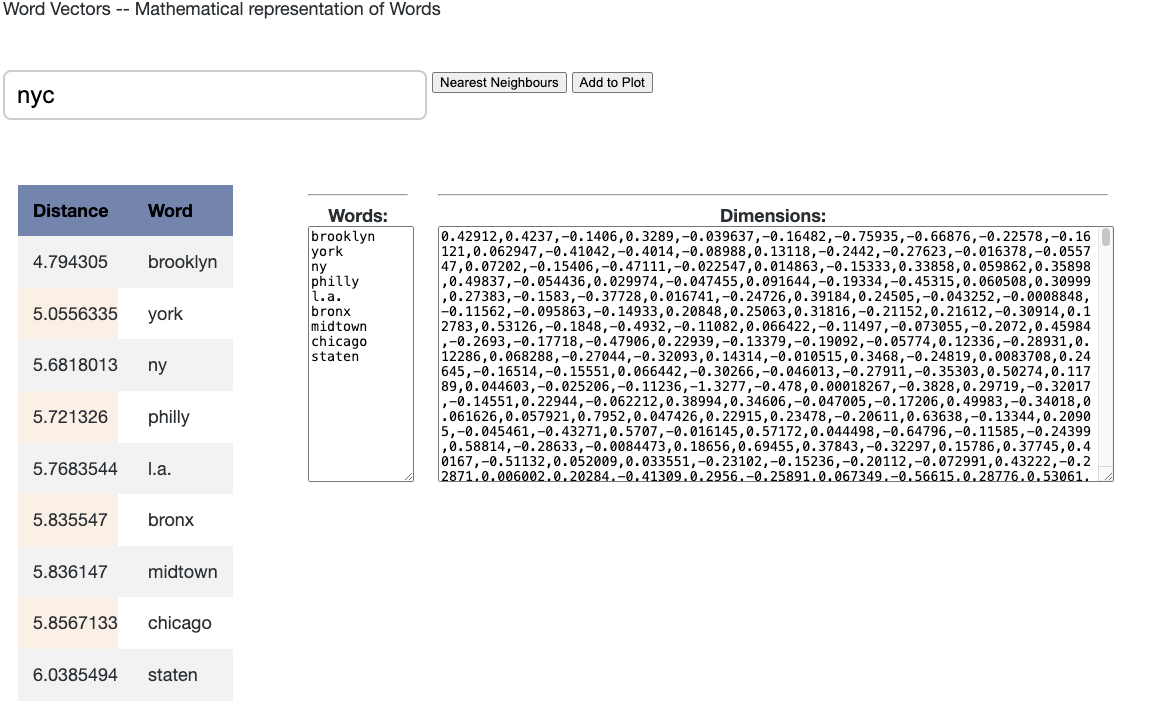 Word Vectors -- Mathematical representation of Words
nyc
Nearest Neighbours
Add to Plot
Distance Word
4.794305 brooklyn
5.0556335 york
5.6818013 ny
5.721326 philly
5.7683544 l.a.
5.835547 bronx
5.836147 midtown
5.8567133 chicago
6.0385494 staten
Words:
brooklyn
york
ny
philly
l.a.
bronx
midtown
chicago
staten
Dimensions:
0.42912,0.4237,−0.1406,0.3289,−0.039637,−0.16482,−0.75935,−0.66876,−0.22578,−0.16
121,0.062947,−0.41042,−0.4014,−0.08988,0.13118,−0.2442,−0.27623,−0.016378,−0.0557
47,0.07202,−0.15406,−0.47111,−0.022547,0.014863,−0.15333,0.33858,0.059862,0.35898
,0.49837,−0.054436,0.029974,−0.047455,0.091644,−0.19334,−0.45315,0.060508,0.30999
,0.27383,−0.1583,−0.37728,0.016741,−0.24726,0.39184,0.24505,−0.043252,−0.0008848,
−0.11562,−0.095863,−0.14933,0.20848,0.25063,0.31816,−0.21152,0.21612,−0.30914,0.1
2783,0.53126,−0.1848,−0.4932,−0.11082,0.066422,−0.11497,−0.073055,−0.2072,0.45984
,−0.2693,−0.17718,−0.47906,0.22939,−0.13379,−0.19092,−0.05774,0.12336,−0.28931,0.
12286,0.068288,−0.27044,−0.32093,0.14314,−0.010515,0.3468,−0.24819,0.0083708,0.24
645,−0.16514,−0.15551,0.066442,−0.30266,−0.046013,−0.27911,−0.35303,0.50274,0.117
89,0.044603,−0.025206,−0.11236,−1.3277,−0.478,0.00018267,−0.3828,0.29719,−0.32017
,−0.14551,0.22944,−0.062212,0.38994,0.34606,−0.047005,−0.17206,0.49983,−0.34018,0
.061626,0.057921,0.7952,0.047426,0.22915,0.23478,−0.20611,0.63638,−0.13344,0.2090
5,−0.045461,−0.43271,0.5707,−0.016145,0.57172,0.044498,−0.64796,−0.11585,−0.24399
,0.58814,−0.28633,−0.0084473,0.18656,0.69455,0.37843,−0.32297,0.15786,0.37745,0.4
0167,−0.51132,0.052009,0.033551,−0.23102,−0.15236,−0.20112,−0.072991,0.43222,−0.2
2871,0.006002,0.20284,−0.41309,0.2956,−0.25891,0.067349,−0.56615,0.28776,0.53061,